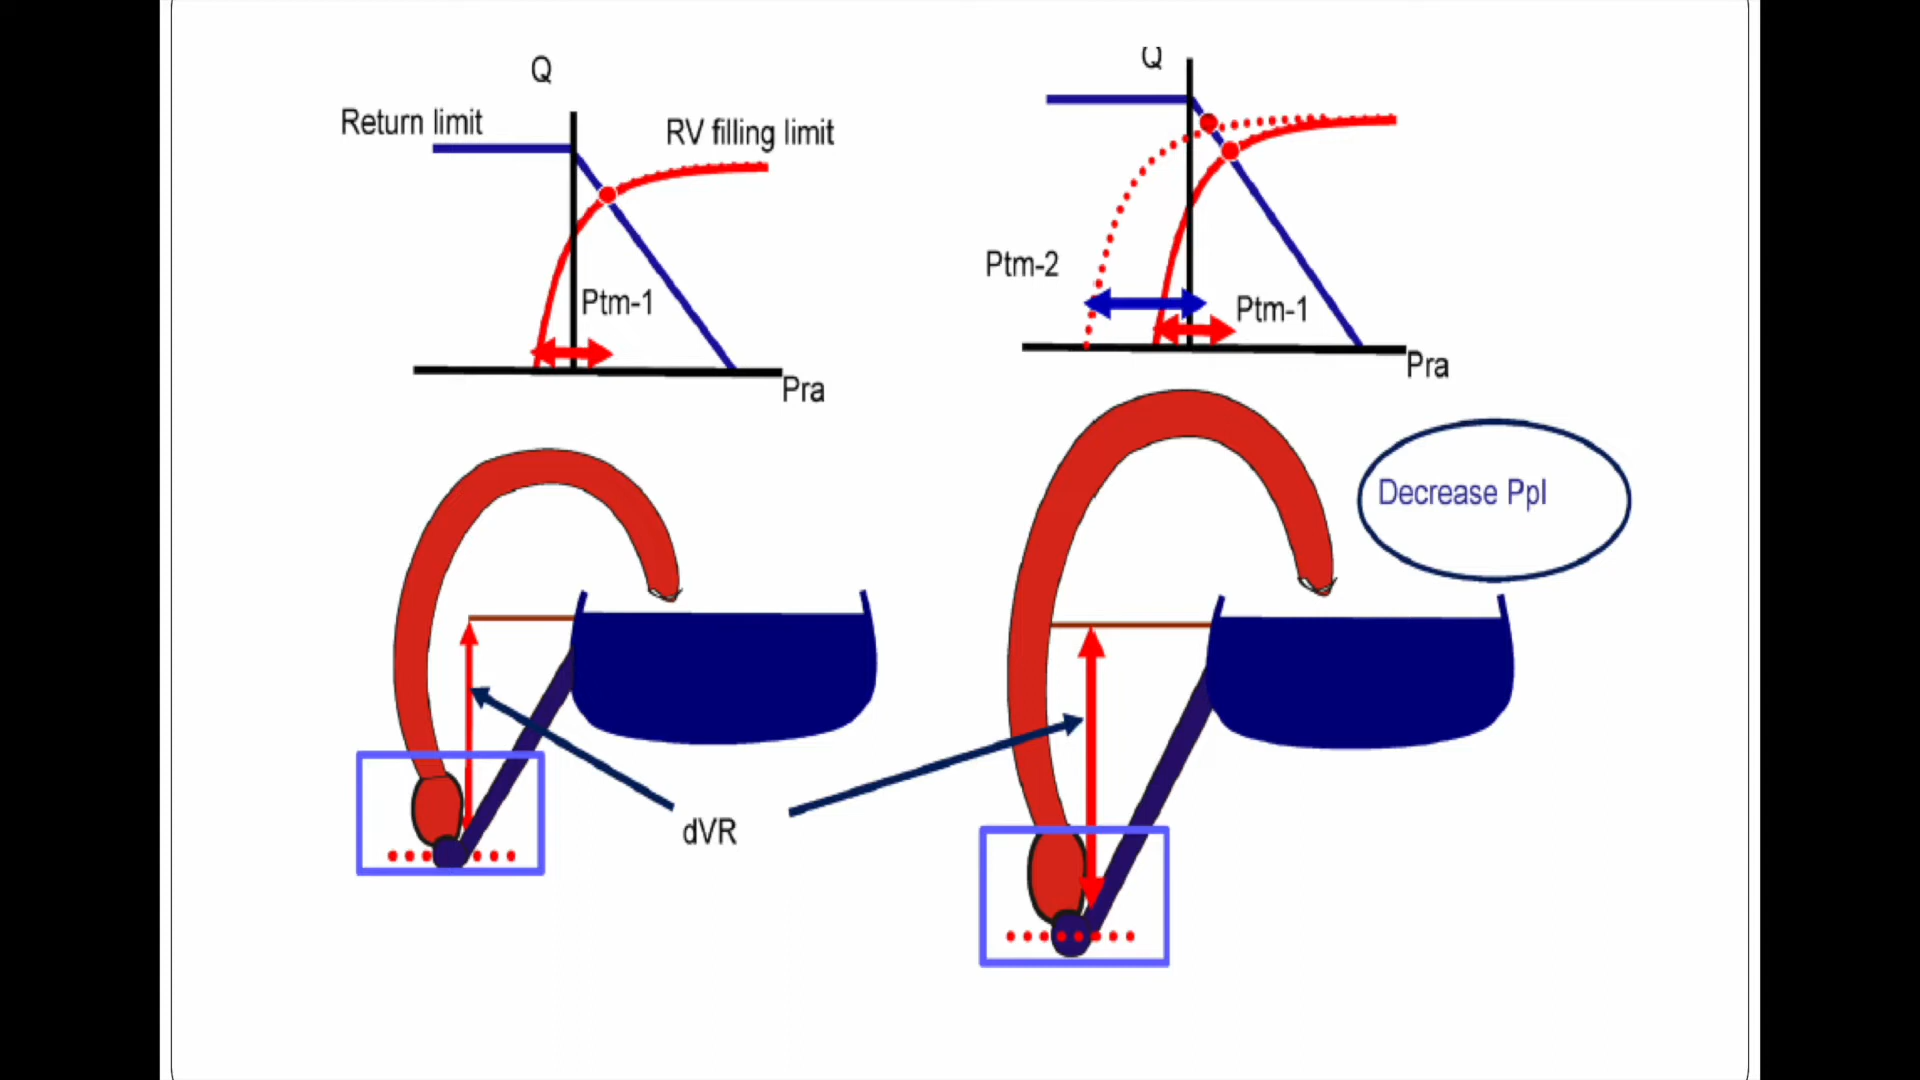 Q
Return limit
RV filling limit
Ptm-1
Pra
Q
Ptm-2
Ptm-1
Pra
Decrease Ppl
dVR